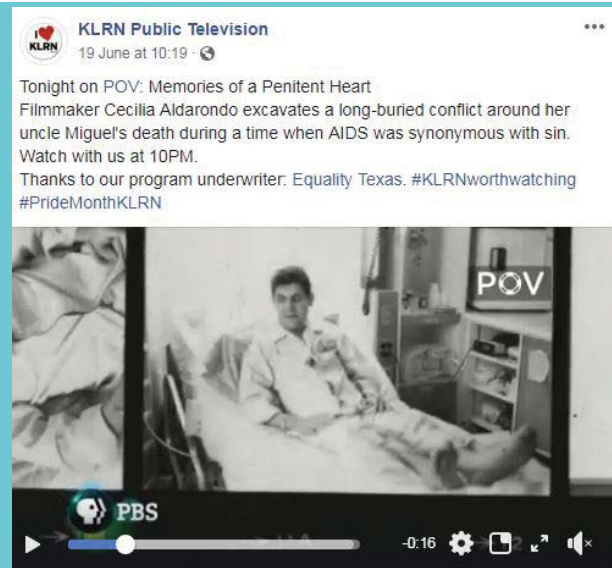 I
KLRN
KLRN Public Television
19 June at 10:19 ·
Tonight on POV: Memories of a Penitent Heart
Filmmaker Cecilia Aldarondo excavates a long-buried conflict around her
uncle Miguel's death during a time when AIDS was synonymous with sin.
Watch with us at 10PM.
Thanks to our program underwriter: Equality Texas. #KLRNworthwatching
#PrideMonthKLRN
POV
PBS
-0:16